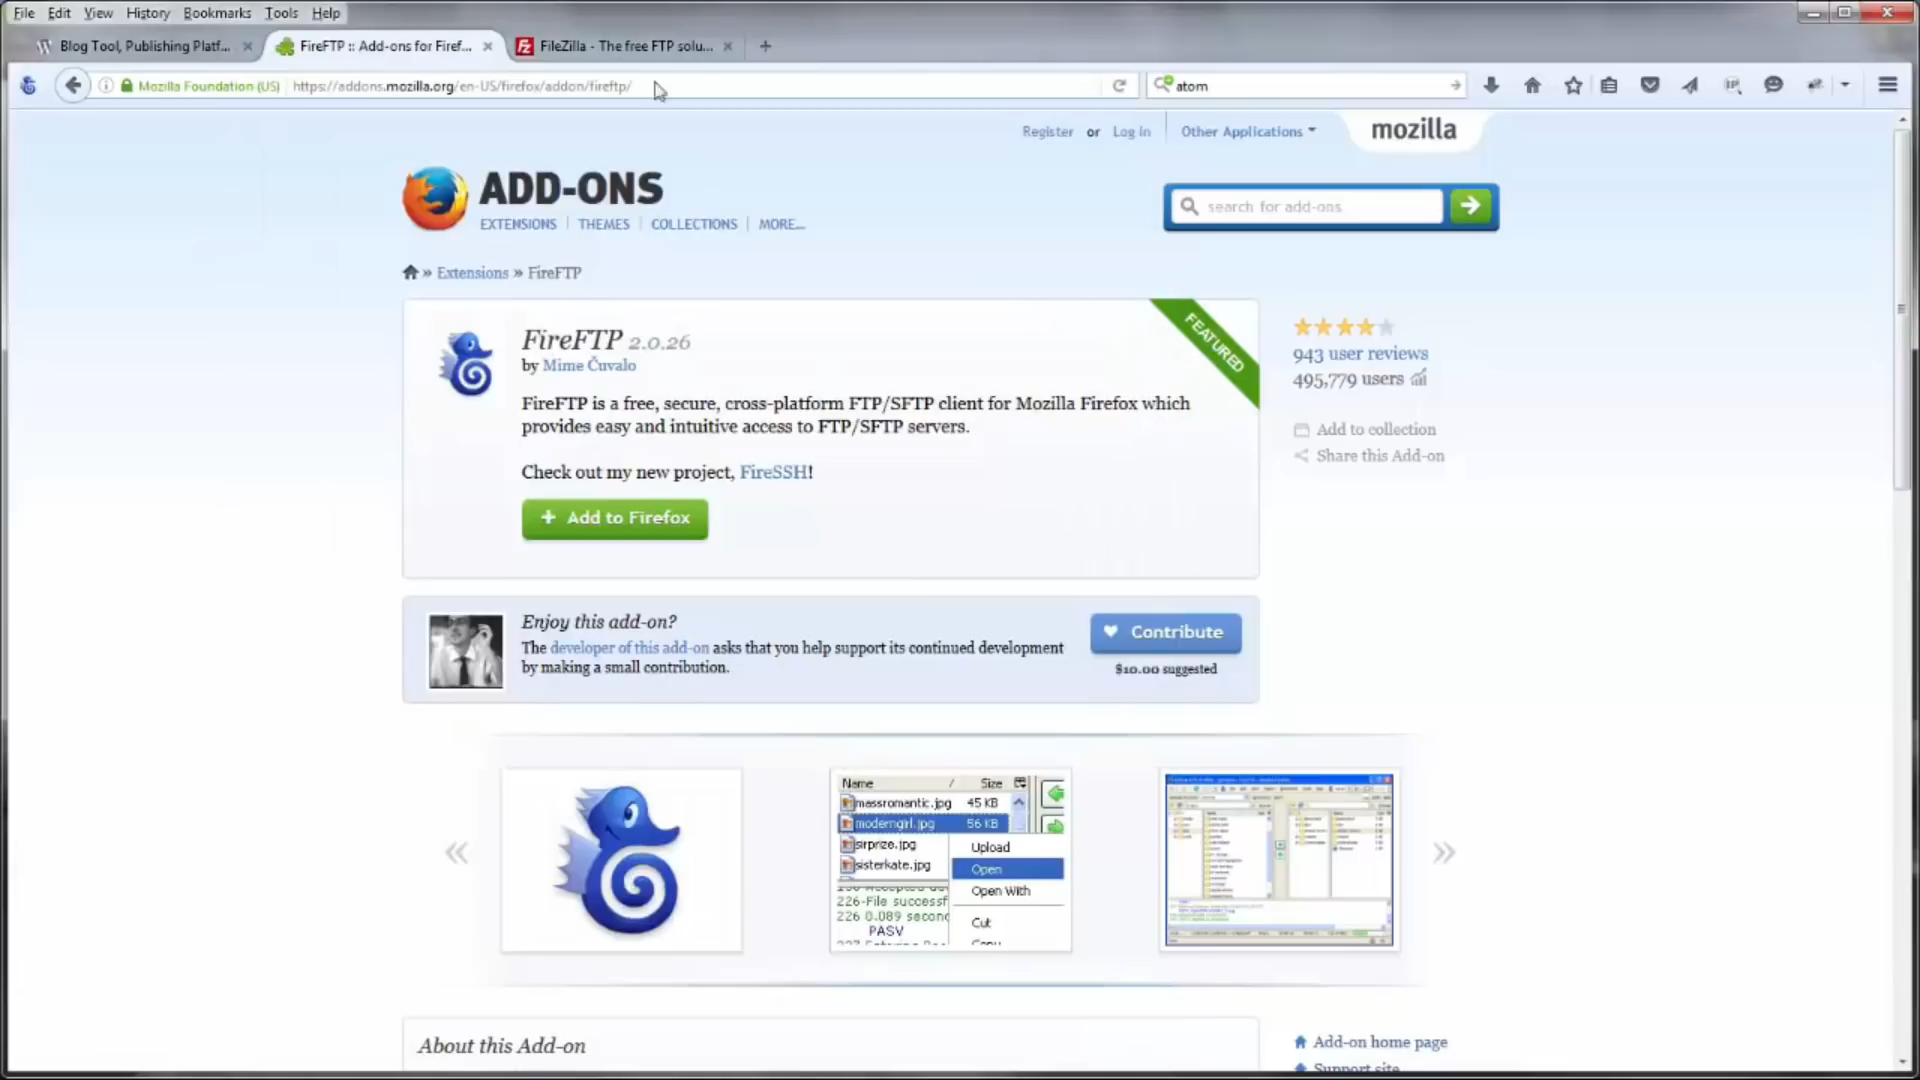 File Edit View History Bookmarks Tools Help
Blog Tool, Publishing Platf...
FireFTP :: Add-ons for Firef...
FileZilla - The free FTP solu...
Mozilla Foundation (US)
https://addons.mozilla.org/en-US/firefox/addon/fireftp/
atom
Register or Log in
Other Applications
mozilla
ADD-ONS
EXTENSIONS | THEMES | COLLECTIONS | MORE...
search for add-ons
» Extensions » FireFTP
FireFTP 2.0.26
by Mime Čuvalo
FEATURED
FireFTP is a free, secure, cross-platform FTP/SFTP client for Mozilla Firefox which
provides easy and intuitive access to FTP/SFTP servers.
Check out my new project, FireSSH!
+ Add to Firefox
943 user reviews
495,779 users
Add to collection
Share this Add-on
Enjoy this add-on?
The developer of this add-on asks that you help support its continued development
by making a small contribution.
Contribute
$10.00 suggested
Name / Size
massromantic.jpg 45 KB
moderngirl.jpg 56 KB
sirprize.jpg
sisterkate.jpg
Upload
Open
Open With
Cut
Copy
226-File successf
226 0.089 second
PASV
About this Add-on
Add-on home page
Support site